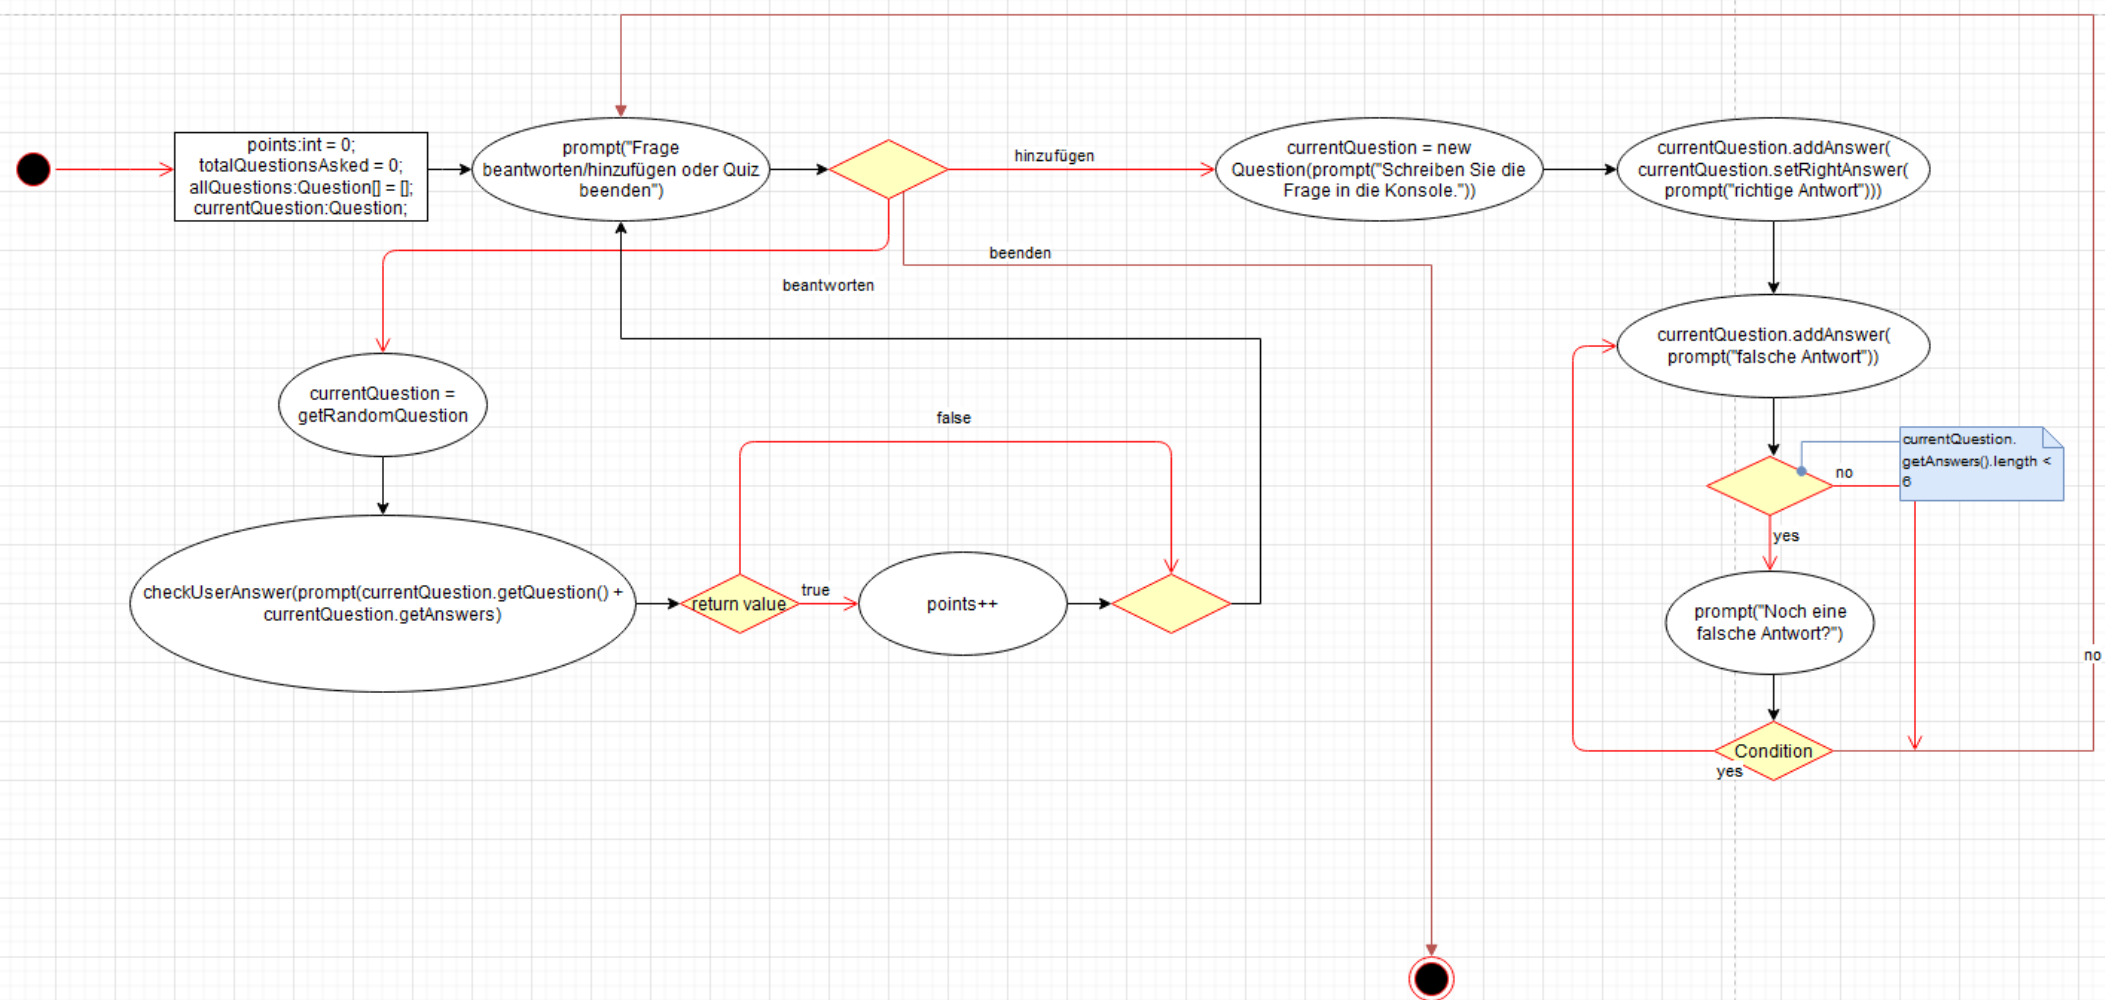 points:int = 0;
totalQuestionsAsked = 0;
allQuestions:Question[] = [];
currentQuestion:Question;
prompt("Frage
beantworten/hinzufügen oder Quiz
beenden")
hinzufügen
currentQuestion = new
Question(prompt("Schreiben Sie die
Frage in die Konsole."))
currentQuestion.addAnswer(
currentQuestion.setRightAnswer(
prompt("richtige Antwort")))
beenden
beantworten
currentQuestion.addAnswer(
prompt("falsche Antwort"))
currentQuestion =
getRandomQuestion
false
currentQuestion.
getAnswers().length <
6
no
yes
checkUserAnswer(prompt(currentQuestion.getQuestion() +
currentQuestion.getAnswers)
return value
true
points++
prompt("Noch eine
falsche Antwort?")
no
Condition
yes